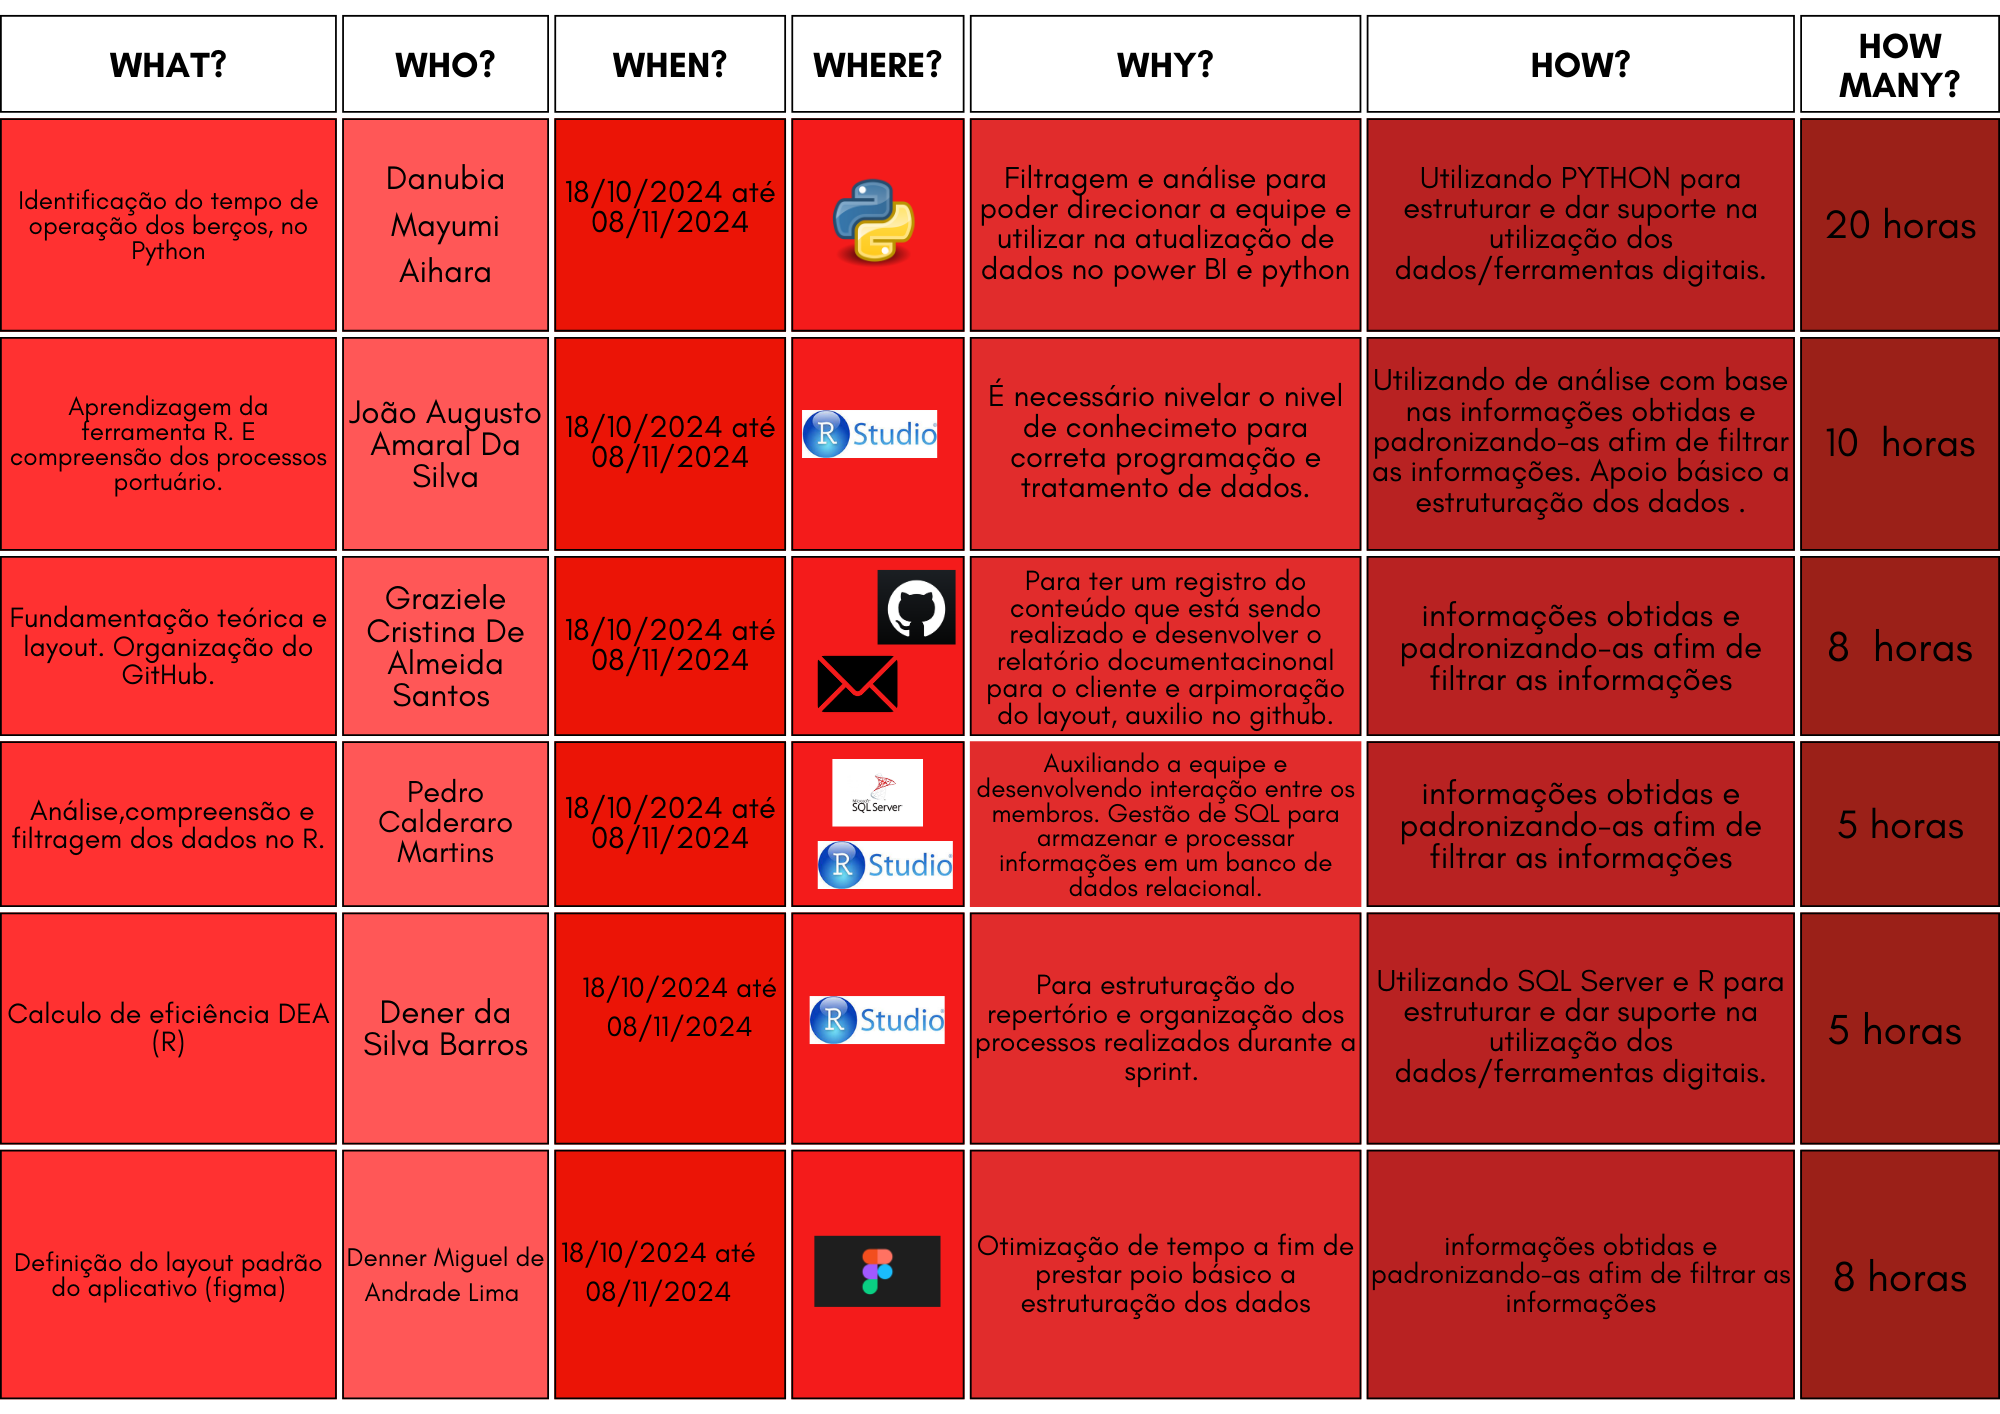 WHAT?
WHO?
WHEN?
WHERE?
WHY?
HOW?
HOW
MANY?
Identificação do tempo de
operação dos berços, no
Python
Danubia
Mayumi
Aihara
18/10/2024 até
08/11/2024
Filtragem e análise para
poder direcionar a equipe e
utilizar na atualização de
dados no power BI e python
Utilizando PYTHON para
estruturar e dar suporte na
utilização dos
dados/ferramentas digitais.
20 horas
Aprendizagem da
ferramenta R. E
compreensão dos processos
portuário.
João Augusto
Amaral Da
Silva
18/10/2024 até
08/11/2024
R Studio
É necessário nivelar o nivel
de conhecimeto para
correta programação e
tratamento de dados.
Utilizando de análise com base
nas informações obtidas e
padronizando-as afim de filtrar
as informações. Apoio básico a
estruturação dos dados .
10 horas
Fundamentação teórica e
layout. Organização do
GitHub.
Graziele
Cristina De
Almeida
Santos
18/10/2024 até
08/11/2024
Para ter um registro do
conteúdo que está sendo
realizado e desenvolver o
relatório documentacinonal
para o cliente e arpimoração
do layout, auxilio no github.
informações obtidas e
padronizando-as afim de
filtrar as informações
8 horas
Análise,compreensão e
filtragem dos dados no R.
Pedro
Calderaro
Martins
18/10/2024 até
08/11/2024
SQL Server
R Studio
Auxiliando a equipe e
desenvolvendo interação entre os
membros. Gestão de SQL para
armazenar e processar
informações em um banco de
dados relacional.
informações obtidas e
padronizando-as afim de
filtrar as informações
5 horas
Calculo de eficiência DEA
(R)
Dener da
Silva Barros
18/10/2024 até
08/11/2024
R Studio
Para estruturação do
repertório e organização dos
processos realizados durante a
sprint.
Utilizando SQL Server e R para
estruturar e dar suporte na
utilização dos
dados/ferramentas digitais.
5 horas
Definição do layout padrão
do aplicativo (figma)
Denner Miguel de
Andrade Lima
18/10/2024 até
08/11/2024
Otimização de tempo a fim de
prestar poio básico a
estruturação dos dados
informações obtidas e
padronizando-as afim de filtrar as
informações
8 horas